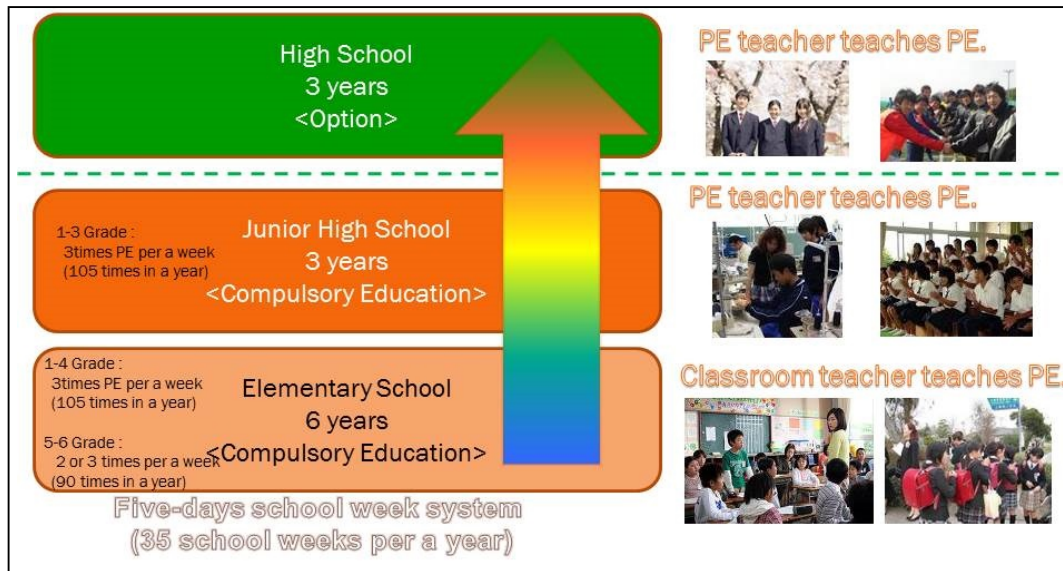 High School
3 years
<Option>
PE teacher teaches PE.
1-3 Grade :
3times PE per a week
(105 times in a year)
Junior High School
3 years
<Compulsory Education>
PE teacher teaches PE.
1-4 Grade :
3times PE per a week
(105 times in a year)
5-6 Grade :
2 or 3 times per a week
(90 times in a year)
Elementary School
6 years
<Compulsory Education>
Classroom teacher teaches PE.
Five-days school week system
(35 school weeks per a year)